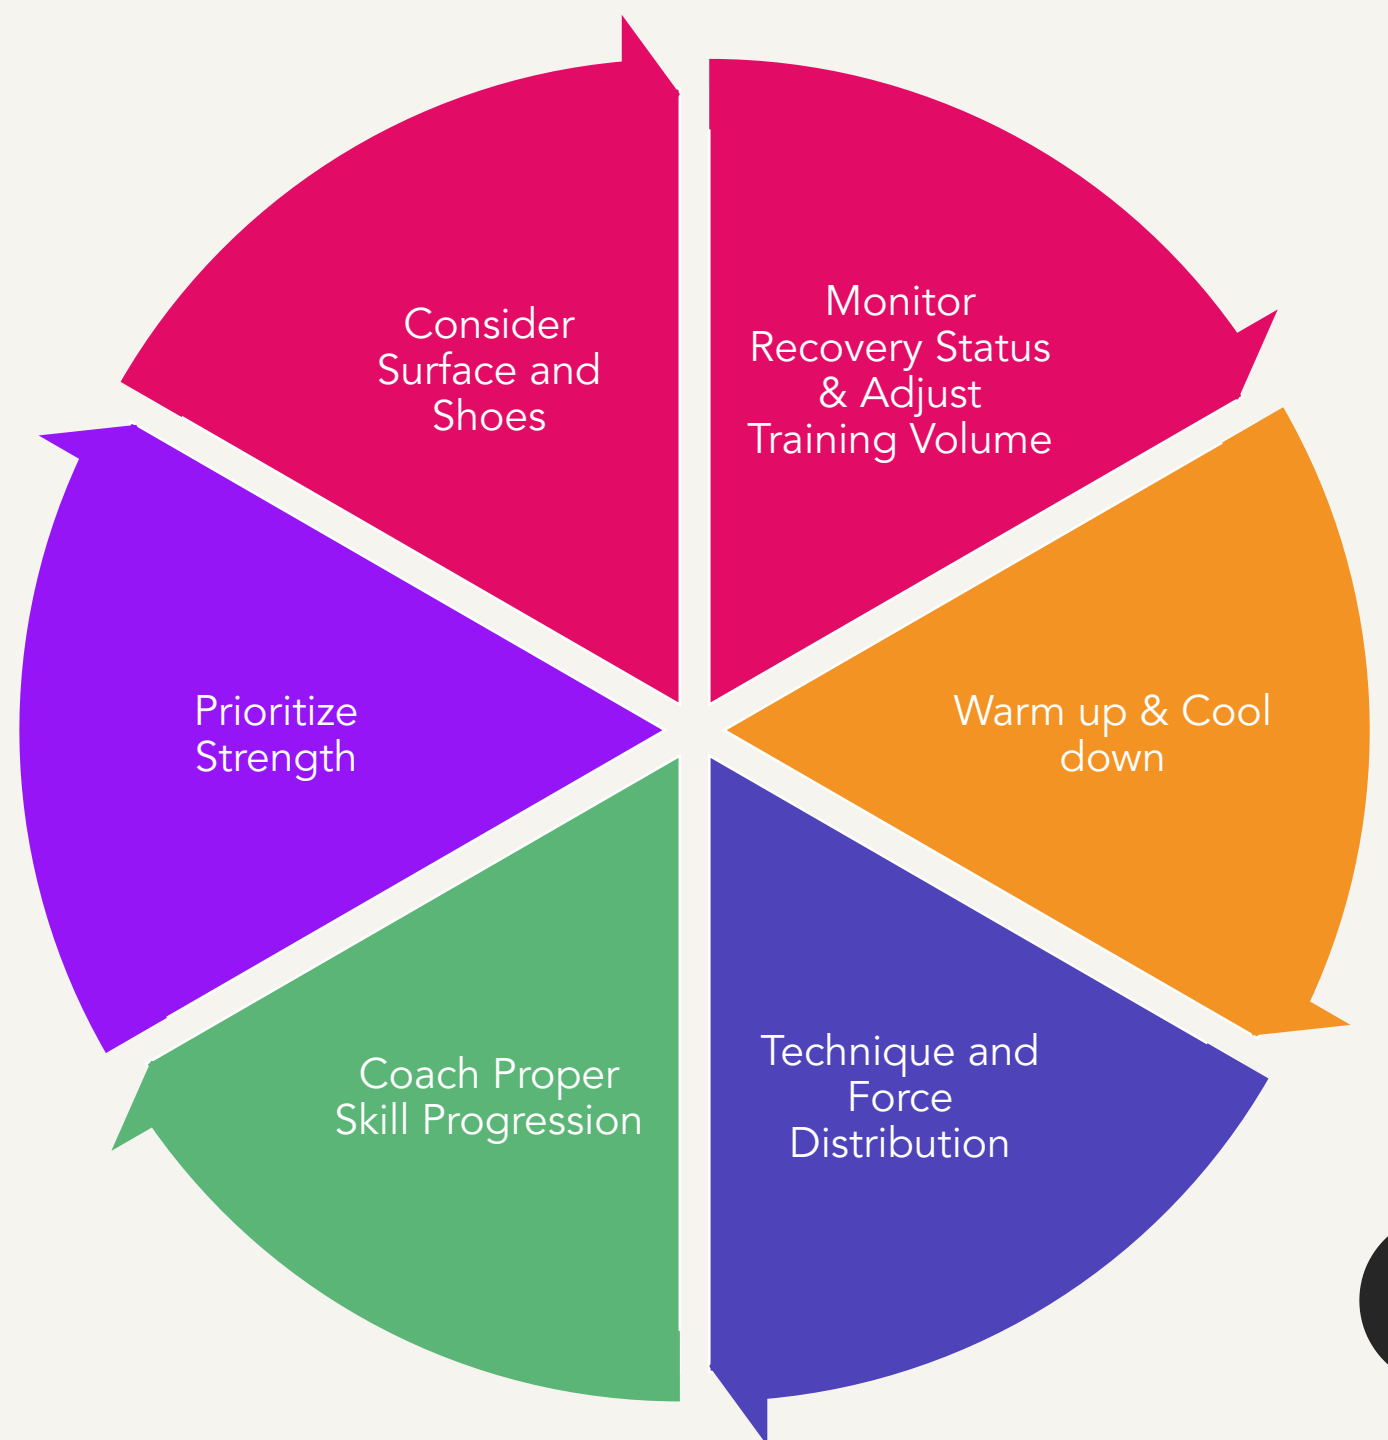 Consider
Surface and
Shoes
Monitor
Recovery Status
& Adjust
Training Volume
Prioritize
Strength
Warm up & Cool
down
Coach Proper
Skill Progression
Technique and
Force
Distribution